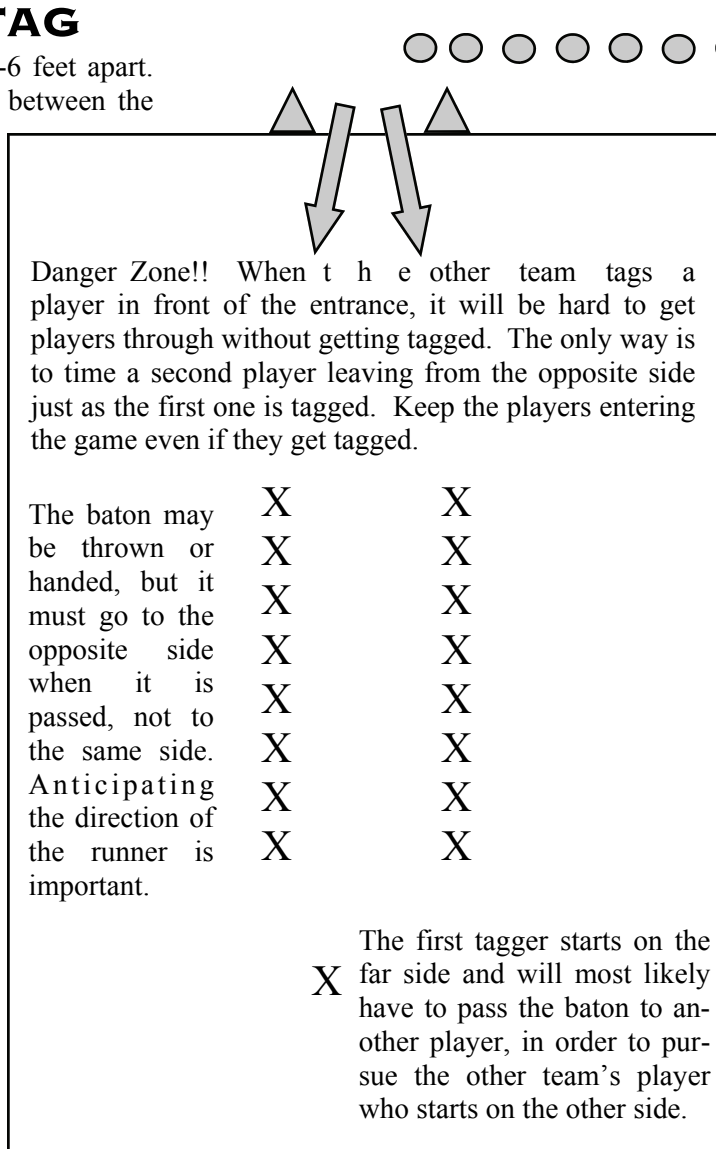 TAG
-6 feet apart.
between the
Danger Zone!! When t h e other team tags a
player in front of the entrance, it will be hard to get
players through without getting tagged. The only way is
to time a second player leaving from the opposite side
just as the first one is tagged. Keep the players entering
the game even if they get tagged.
The baton may
be thrown or
handed, but it
must go to the
opposite side
when it is
passed, not to
the same side.
Anticipating
the direction of
the runner is
important.
X X
X X
X X
X X
X X
X X
X X
X X
X
The first tagger starts on the
far side and will most likely
have to pass the baton to an-
other player, in order to pur-
sue the other team's player
who starts on the other side.